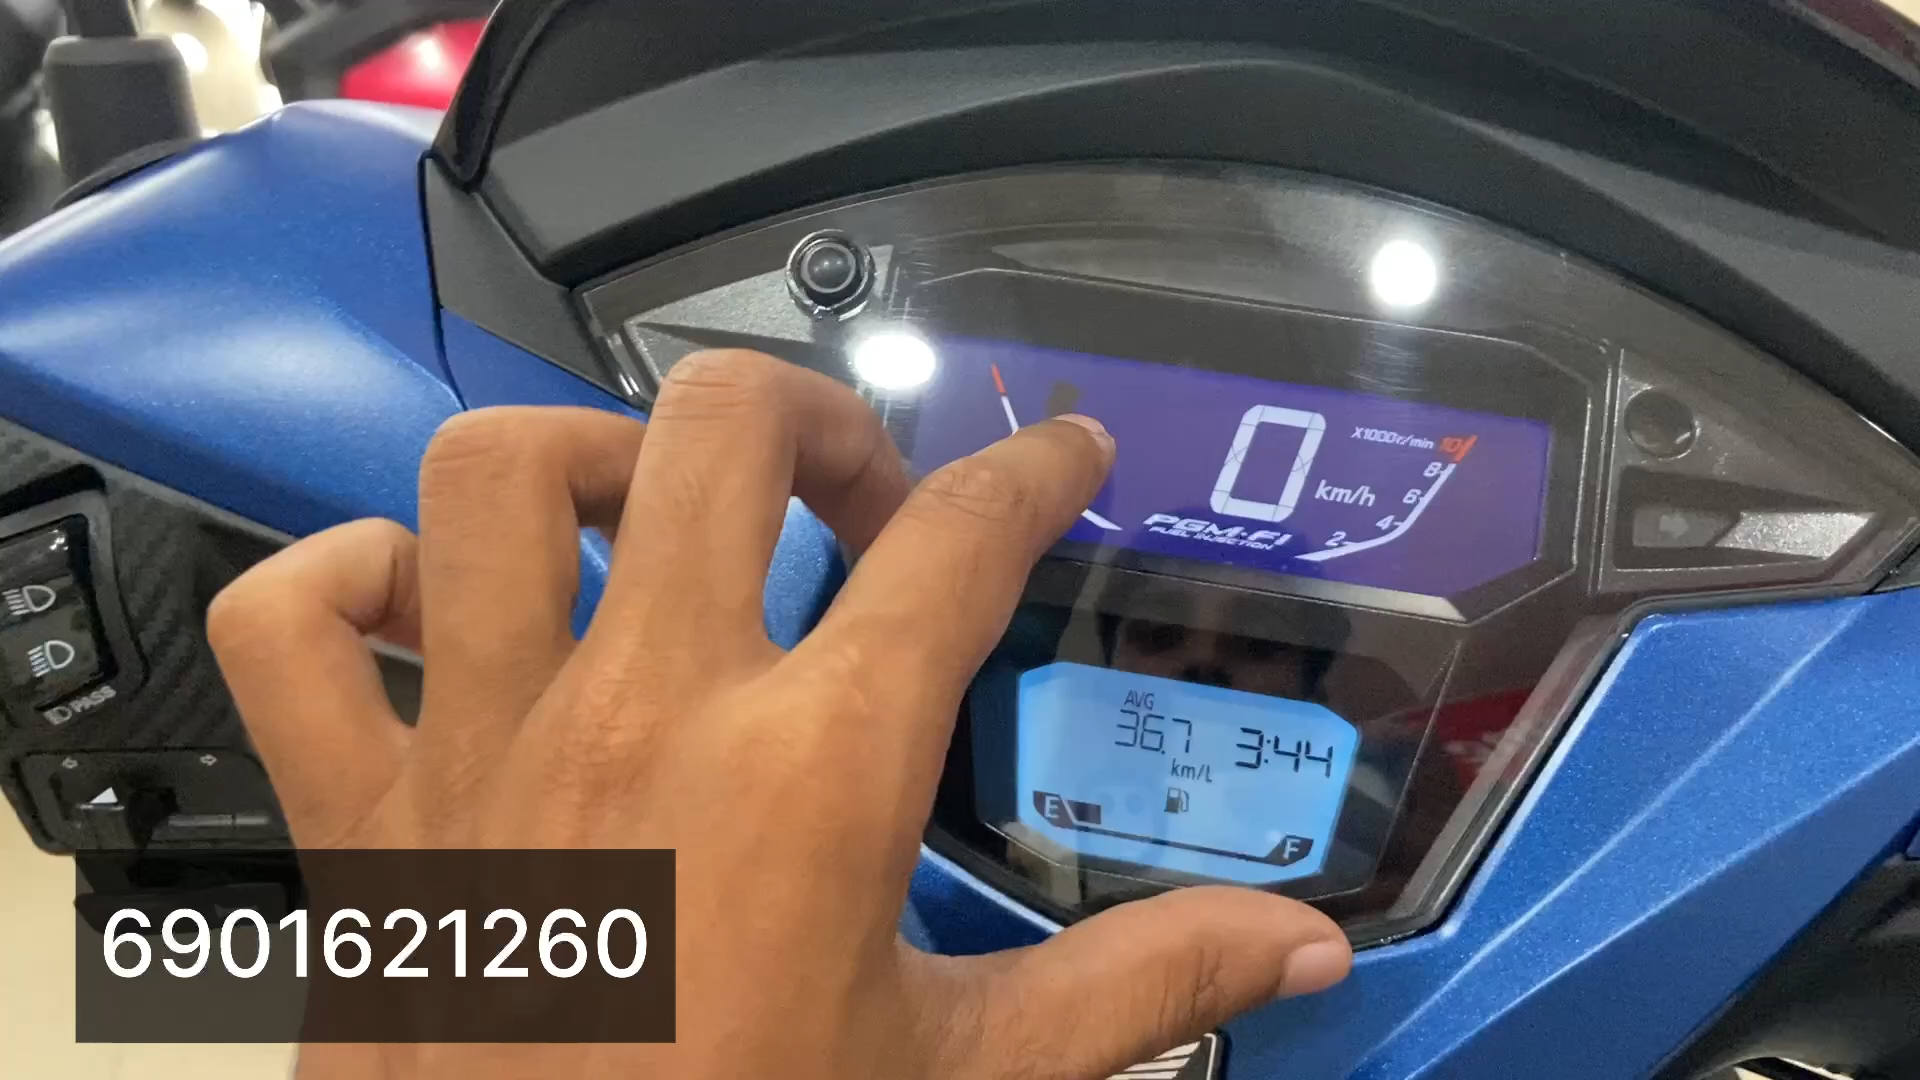 0
km/h
X1000r/min 10
8
6
4
2
PGM-FI
FUEL INJECTION
AVG
36.7
km/L
3:44
E
F
PASS
6901621260